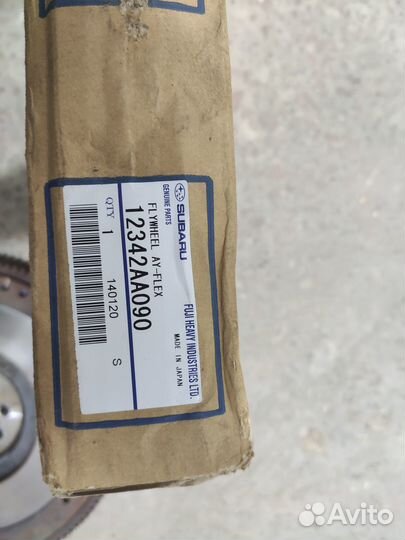 SUBARU
GENUINE PARTS
FUJI HEAVY INDUSTRIES LTD.
MADE IN JAPAN
FLYWHEEL AY-FLEX
12342AA090
QTY 1
140120 S
Avito